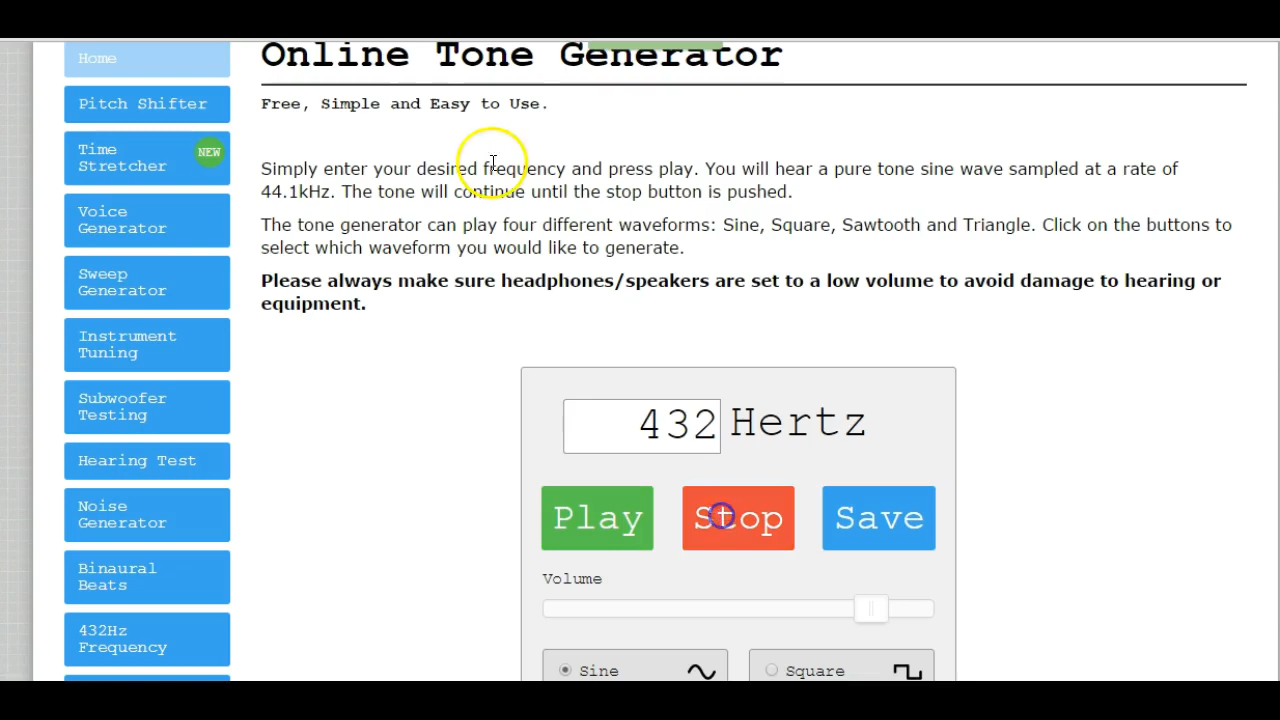 Home
Pitch Shifter
Time
Stretcher
NEW
Voice
Generator
Sweep
Generator
Instrument
Tuning
Subwoofer
Testing
Hearing Test
Noise
Generator
Binaural
Beats
432Hz
Frequency
Online Tone Generator
Free, Simple and Easy to Use.
Simply enter your desired frequency and press play. You will hear a pure tone sine wave sampled at a rate of
44.1kHz. The tone will continue until the stop button is pushed.
The tone generator can play four different waveforms: Sine, Square, Sawtooth and Triangle. Click on the buttons to
select which waveform you would like to generate.
Please always make sure headphones/speakers are set to a low volume to avoid damage to hearing or
equipment.
432 Hertz
Play Stop Save
Volume
Sine Square